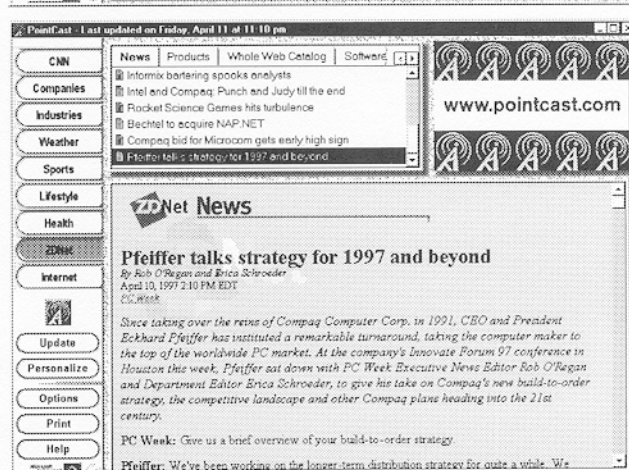 PointCast - Last updated on Friday, April 11 at 11:10 pm
CNN
Companies
Industries
Weather
Sports
Lifestyle
Health
ZDNet
Internet
Update
Personalize
Options
Print
Help
News
Products
Whole Web Catalog
Software
Informix bartering spooks analysts
Intel and Compaq: Punch and Judy till the end
Rocket Science Games hits turbulence
Bechtel to acquire NAP.NET
Compaq bid for Microcom gets early high sign
Pfeiffer talks strategy for 1997 and beyond
www.pointcast.com
ZDNet News
Pfeiffer talks strategy for 1997 and beyond
By Rob O'Regan and Erica Schroeder
April 10, 1997 2:10 PM EDT
PC Week
Since taking over the reins of Compaq Computer Corp. in 1991, CEO and President
Eckhard Pfeiffer has instituted a remarkable turnaround, taking the computer maker to
the top of the worldwide PC market. At the company's Innovate Forum 97 conference in
Houston this week, Pfeiffer sat down with PC Week Executive News Editor Rob O'Regan
and Department Editor Erica Schroeder, to give his take on Compaq's new build-to-order
strategy, the competitive landscape and other Compaq plans heading into the 21st
century.
PC Week: Give us a brief overview of your build-to-order strategy.
Pfeiffer: We've been working on the longer-term distribution strategy for quite a while. We